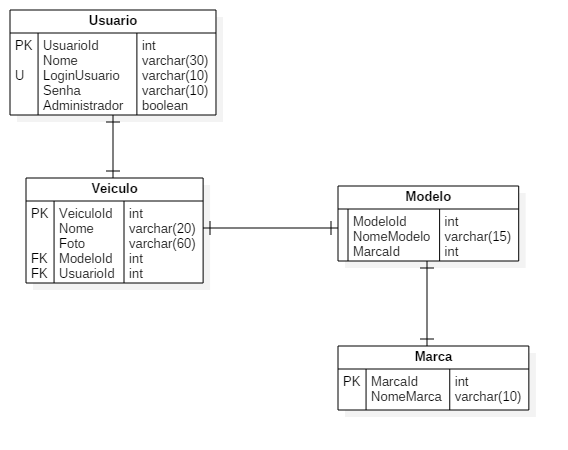 Usuario
PK UsuarioId int
Nome varchar(30)
U LoginUsuario varchar(10)
Senha varchar(10)
Administrador boolean
Veiculo
PK VeiculoId int
Nome varchar(20)
Foto varchar(60)
FK ModeloId int
FK UsuarioId int
Modelo
ModeloId int
NomeModelo varchar(15)
MarcaId int
Marca
PK MarcaId int
NomeMarca varchar(10)